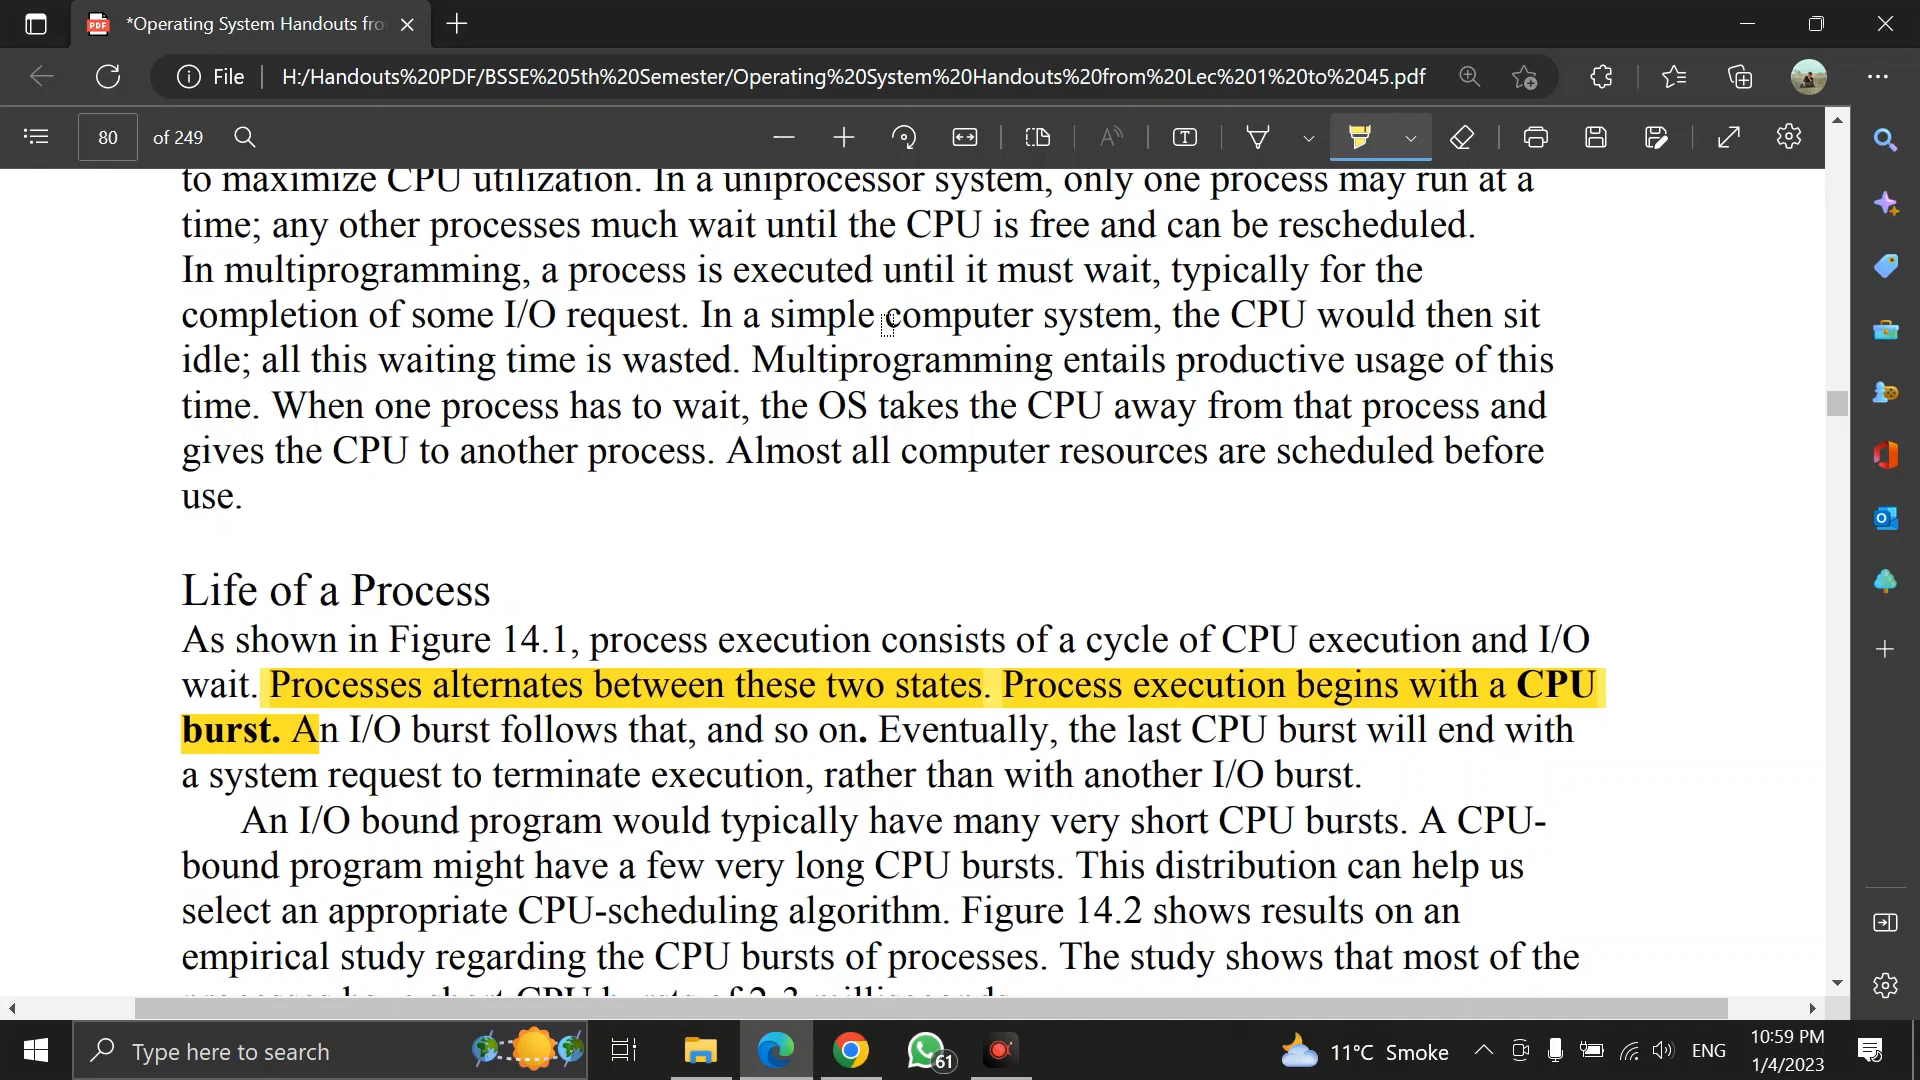 *Operating System Handouts fro
File
H:/Handouts%20PDF/BSSE%205th%20Semester/Operating%20System%20Handouts%20from%20Lec%201%20to%2045.pdf
80 of 249
to maximize CPU utilization. In a uniprocessor system, only one process may run at a
time; any other processes much wait until the CPU is free and can be rescheduled.
In multiprogramming, a process is executed until it must wait, typically for the
completion of some I/O request. In a simple computer system, the CPU would then sit
idle; all this waiting time is wasted. Multiprogramming entails productive usage of this
time. When one process has to wait, the OS takes the CPU away from that process and
gives the CPU to another process. Almost all computer resources are scheduled before
use.
Life of a Process
As shown in Figure 14.1, process execution consists of a cycle of CPU execution and I/O
wait. Processes alternates between these two states. Process execution begins with a CPU
burst. An I/O burst follows that, and so on. Eventually, the last CPU burst will end with
a system request to terminate execution, rather than with another I/O burst.
An I/O bound program would typically have many very short CPU bursts. A CPU-
bound program might have a few very long CPU bursts. This distribution can help us
select an appropriate CPU-scheduling algorithm. Figure 14.2 shows results on an
empirical study regarding the CPU bursts of processes. The study shows that most of the
Type here to search
61
11°C Smoke
ENG
10:59 PM
1/4/2023